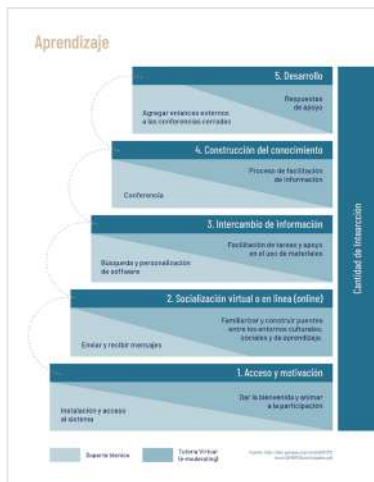 Aprendizaje
5. Desarrollo
Respuestas
de apoyo
Agregar enlaces externos
a las conferencias cerradas
4. Construcción del conocimiento
Proceso de facilitación
de información
Conferencia
3. Intercambio de información
Facilitación de tareas y apoyo
en el uso de materiales
Búsqueda y personalización
de software
2. Socialización virtual o en línea (online)
Familiarizar y construir puentes
entre los entornos culturales,
sociales y de aprendizaje.
Enviar y recibir mensajes
1. Acceso y motivación
Dar la bienvenida y animar
a la participación
Instalación y acceso
al sistema
Cantidad de Interacción
Soporte técnico
Tutoría Virtual
(e-moderating)